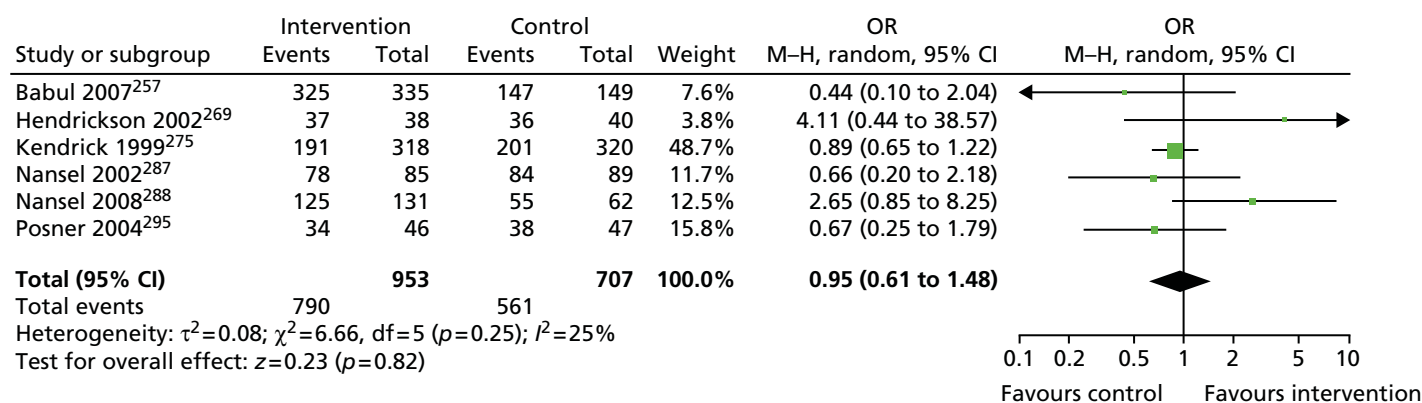 Intervention Control OR OR
Study or subgroup Events Total Events Total Weight M–H, random, 95% CI M–H, random, 95% CI
Babul 2007257 325 335 147 149 7.6% 0.44 (0.10 to 2.04)
Hendrickson 2002269 37 38 36 40 3.8% 4.11 (0.44 to 38.57)
Kendrick 1999275 191 318 201 320 48.7% 0.89 (0.65 to 1.22)
Nansel 2002287 78 85 84 89 11.7% 0.66 (0.20 to 2.18)
Nansel 2008288 125 131 55 62 12.5% 2.65 (0.85 to 8.25)
Posner 2004295 34 46 38 47 15.8% 0.67 (0.25 to 1.79)
Total (95% CI) 953 707 100.0% 0.95 (0.61 to 1.48)
Total events 790 561
Heterogeneity: τ²=0.08; χ²=6.66, df=5 (p=0.25); I²=25%
Test for overall effect: z=0.23 (p=0.82)
0.1 0.2 0.5 1 2 5 10
Favours control Favours intervention